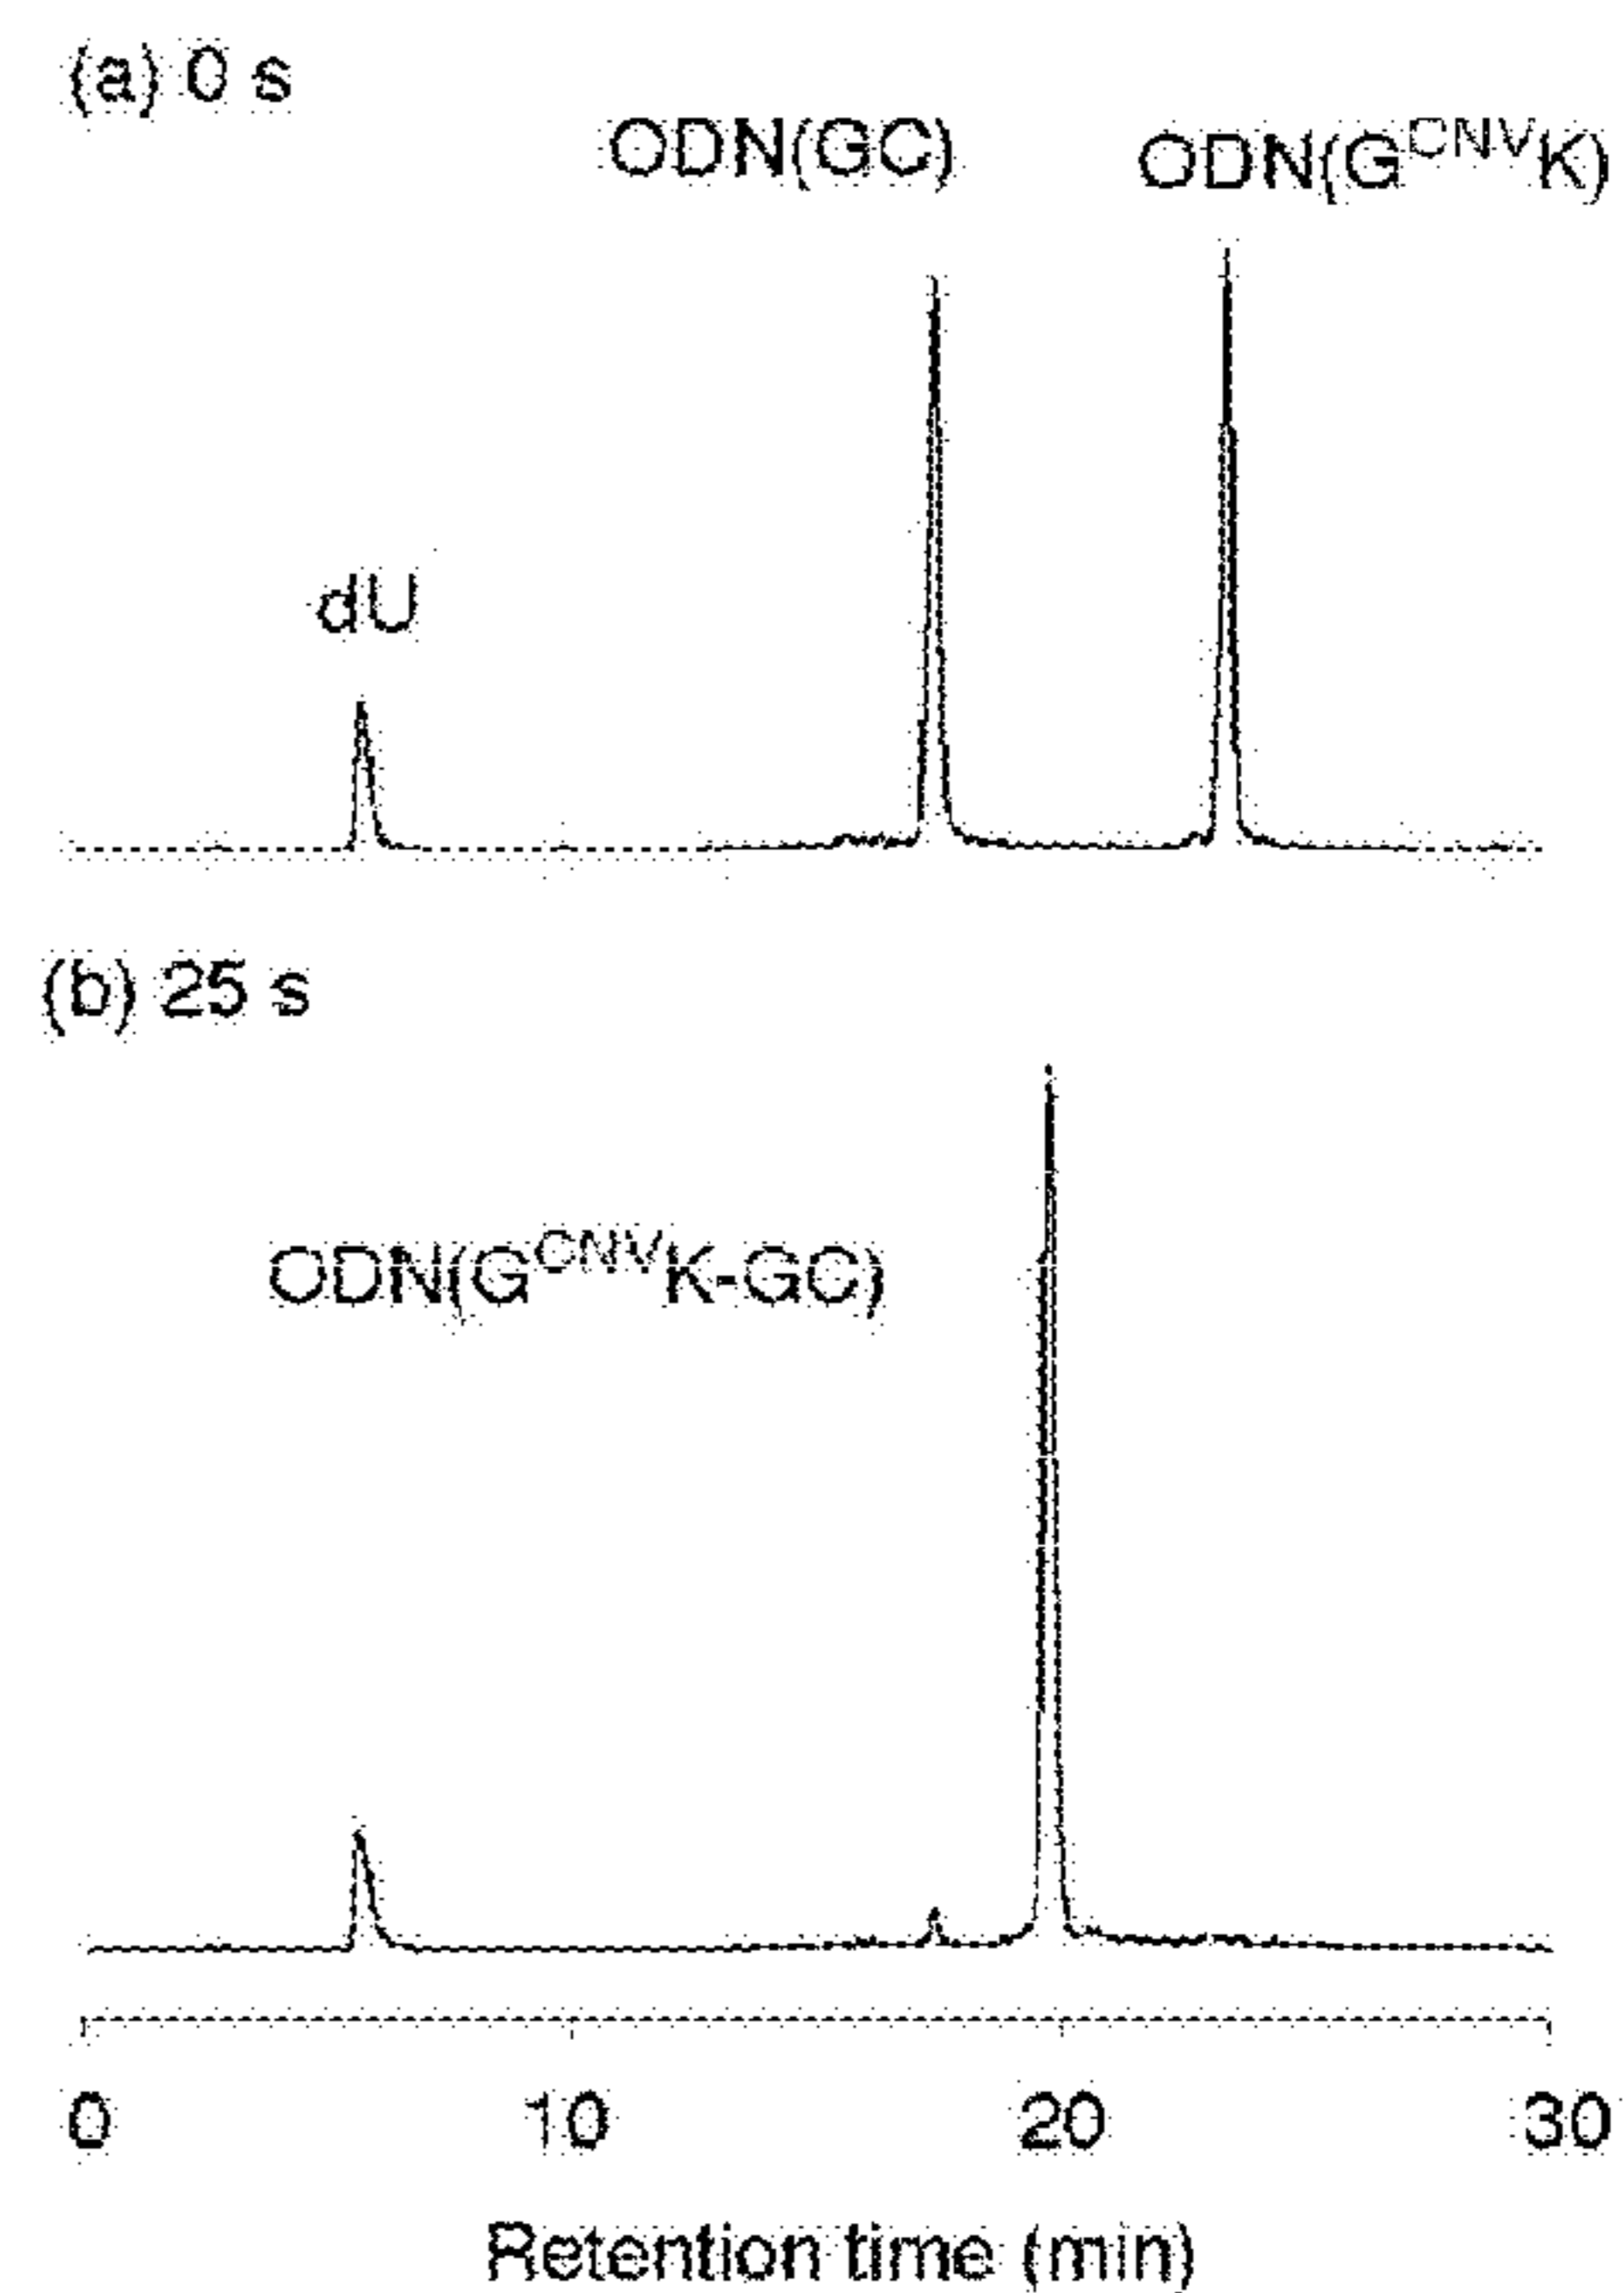 (a) 0 s
ODN(GC) ODN(G^CNVK)
dU
(b) 25 s
ODN(G^CNVK-GC)
0 10 20 30
Retention time (min)